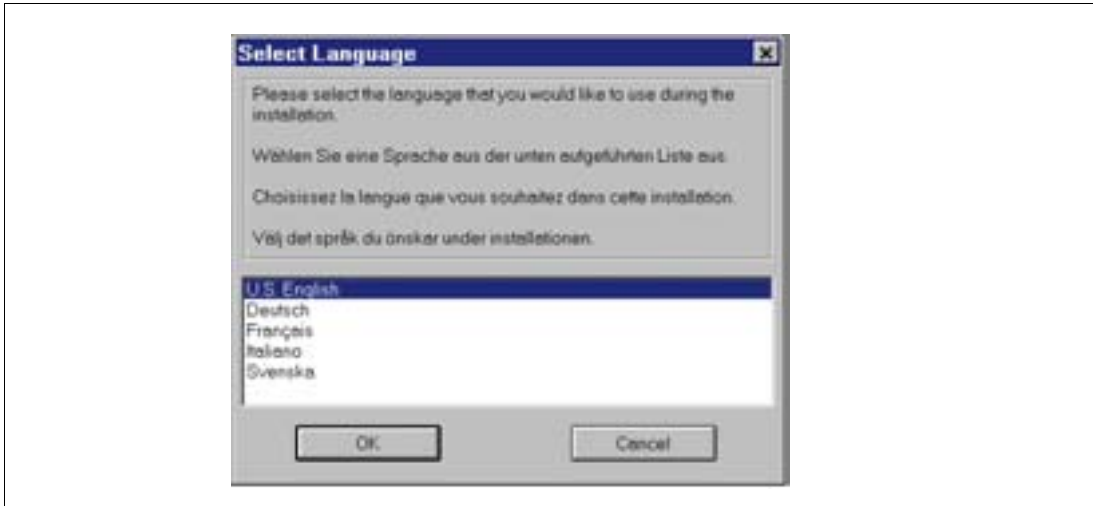 Select Language
Please select the language that you would like to use during the
installation.
Wählen Sie eine Sprache aus der unten aufgeführten Liste aus.
Choisissez la langue que vous souhaitez dans cette installation.
Välj det språk du önskar under installationen.
U.S. English
Deutsch
Français
Italiano
Svenska
OK
Cancel